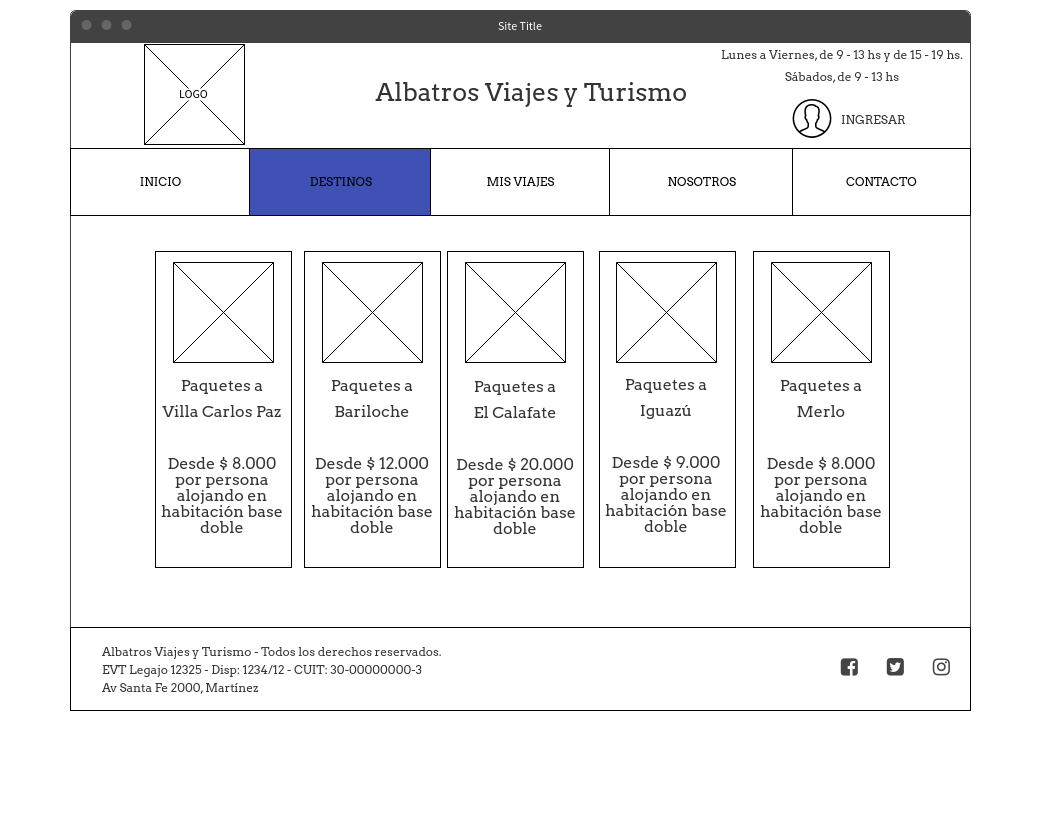 Site Title
LOGO
Albatros Viajes y Turismo
Lunes a Viernes, de 9 - 13 hs y de 15 - 19 hs.
Sábados, de 9 - 13 hs
INGRESAR
INICIO
DESTINOS
MIS VIAJES
NOSOTROS
CONTACTO
Paquetes a
Villa Carlos Paz
Desde $ 8.000
por persona
alojando en
habitación base
doble
Paquetes a
Bariloche
Desde $ 12.000
por persona
alojando en
habitación base
doble
Paquetes a
El Calafate
Desde $ 20.000
por persona
alojando en
habitación base
doble
Paquetes a
Iguazú
Desde $ 9.000
por persona
alojando en
habitación base
doble
Paquetes a
Merlo
Desde $ 8.000
por persona
alojando en
habitación base
doble
Albatros Viajes y Turismo - Todos los derechos reservados.
EVT Legajo 12325 - Disp: 1234/12 - CUIT: 30-00000000-3
Av Santa Fe 2000, Martínez